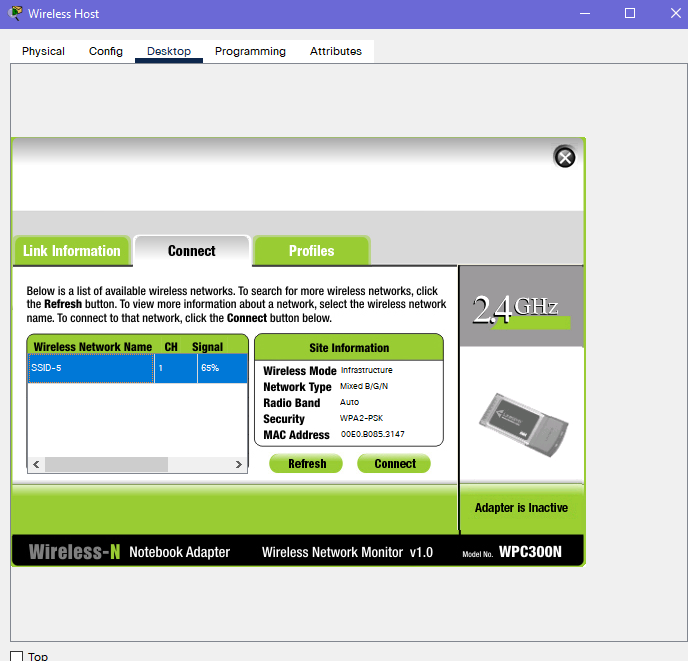 Wireless Host
Physical Config Desktop Programming Attributes
Link Information Connect Profiles
Below is a list of available wireless networks. To search for more wireless networks, click
the Refresh button. To view more information about a network, select the wireless network
name. To connect to that network, click the Connect button below.
2.4GHz
Wireless Network Name CH Signal
SSID-5 1 65%
Site Information
Wireless Mode Infrastructure
Network Type Mixed B/G/N
Radio Band Auto
Security WPA2-PSK
MAC Address 00E0.B085.3147
Refresh Connect
Adapter is Inactive
Wireless-N Notebook Adapter Wireless Network Monitor v1.0 Model No. WPC300N
Top